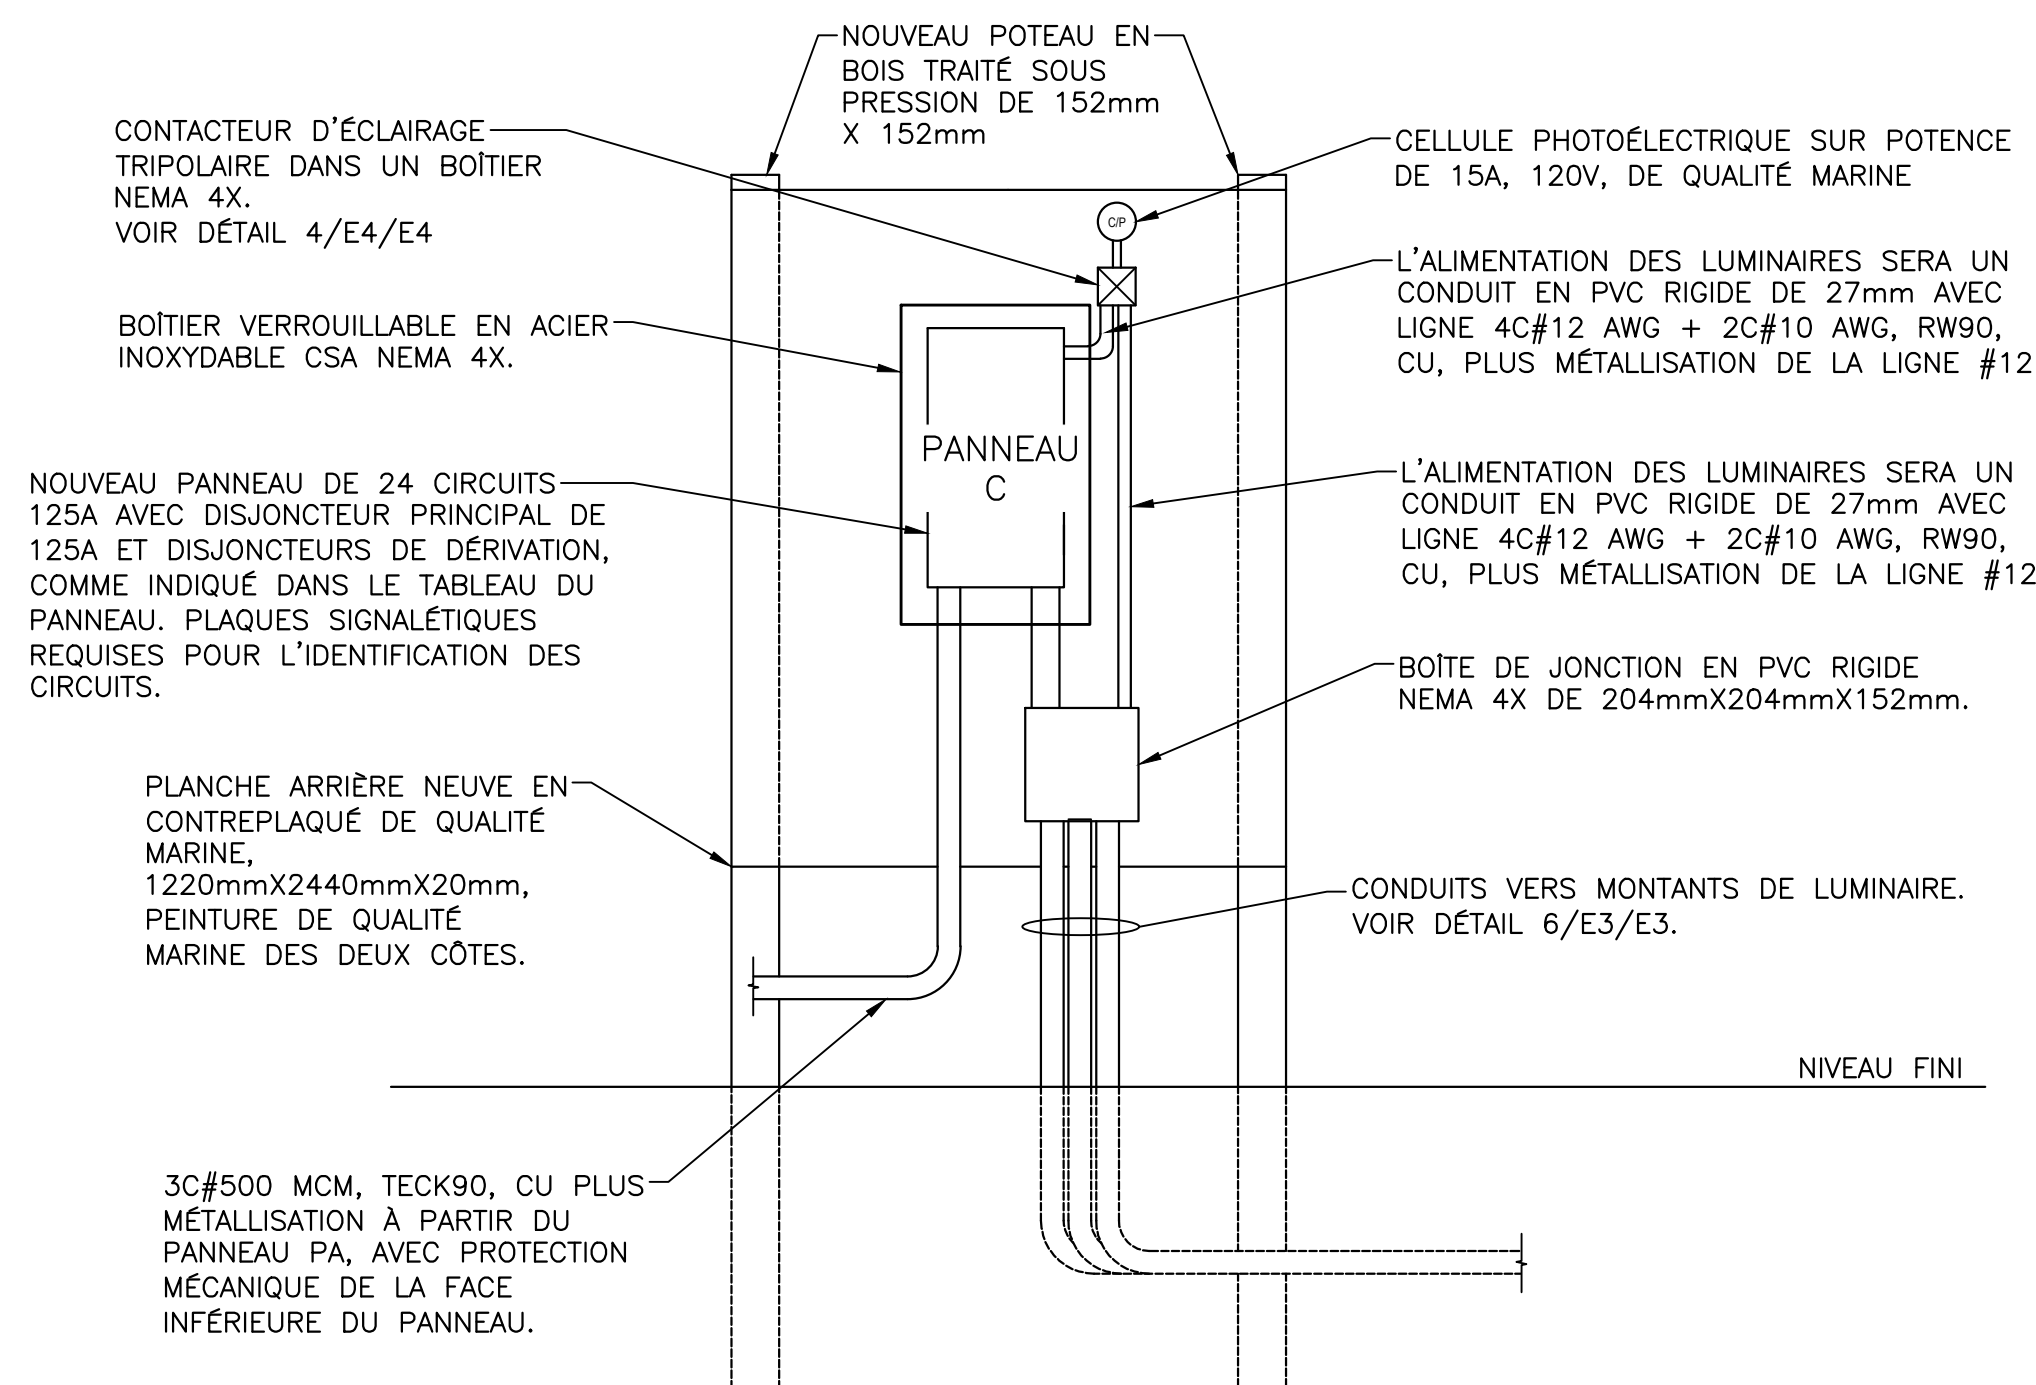 NOUVEAU POTEAU EN
BOIS TRAITÉ SOUS
PRESSION DE 152mm
X 152mm
CONTACTEUR D'ÉCLAIRAGE
TRIPOLAIRE DANS UN BOÎTIER
NEMA 4X.
VOIR DÉTAIL 4/E4/E4
CELLULE PHOTOÉLECTRIQUE SUR POTENCE
DE 15A, 120V, DE QUALITÉ MARINE
C/P
L'ALIMENTATION DES LUMINAIRES SERA UN
CONDUIT EN PVC RIGIDE DE 27mm AVEC
LIGNE 4C#12 AWG + 2C#10 AWG, RW90,
CU, PLUS MÉTALLISATION DE LA LIGNE #12
BOÎTIER VERROUILLABLE EN ACIER
INOXYDABLE CSA NEMA 4X.
PANNEAU
C
NOUVEAU PANNEAU DE 24 CIRCUITS
125A AVEC DISJONCTEUR PRINCIPAL DE
125A ET DISJONCTEURS DE DÉRIVATION,
COMME INDIQUÉ DANS LE TABLEAU DU
PANNEAU. PLAQUES SIGNALÉTIQUES
REQUISES POUR L'IDENTIFICATION DES
CIRCUITS.
L'ALIMENTATION DES LUMINAIRES SERA UN
CONDUIT EN PVC RIGIDE DE 27mm AVEC
LIGNE 4C#12 AWG + 2C#10 AWG, RW90,
CU, PLUS MÉTALLISATION DE LA LIGNE #12
BOÎTE DE JONCTION EN PVC RIGIDE
NEMA 4X DE 204mmX204mmX152mm.
PLANCHE ARRIÈRE NEUVE EN
CONTREPLAQUÉ DE QUALITÉ
MARINE,
1220mmX2440mmX20mm,
PEINTURE DE QUALITÉ
MARINE DES DEUX CÔTES.
CONDUITS VERS MONTANTS DE LUMINAIRE.
VOIR DÉTAIL 6/E3/E3.
NIVEAU FINI
3C#500 MCM, TECK90, CU PLUS
MÉTALLISATION À PARTIR DU
PANNEAU PA, AVEC PROTECTION
MÉCANIQUE DE LA FACE
INFÉRIEURE DU PANNEAU.